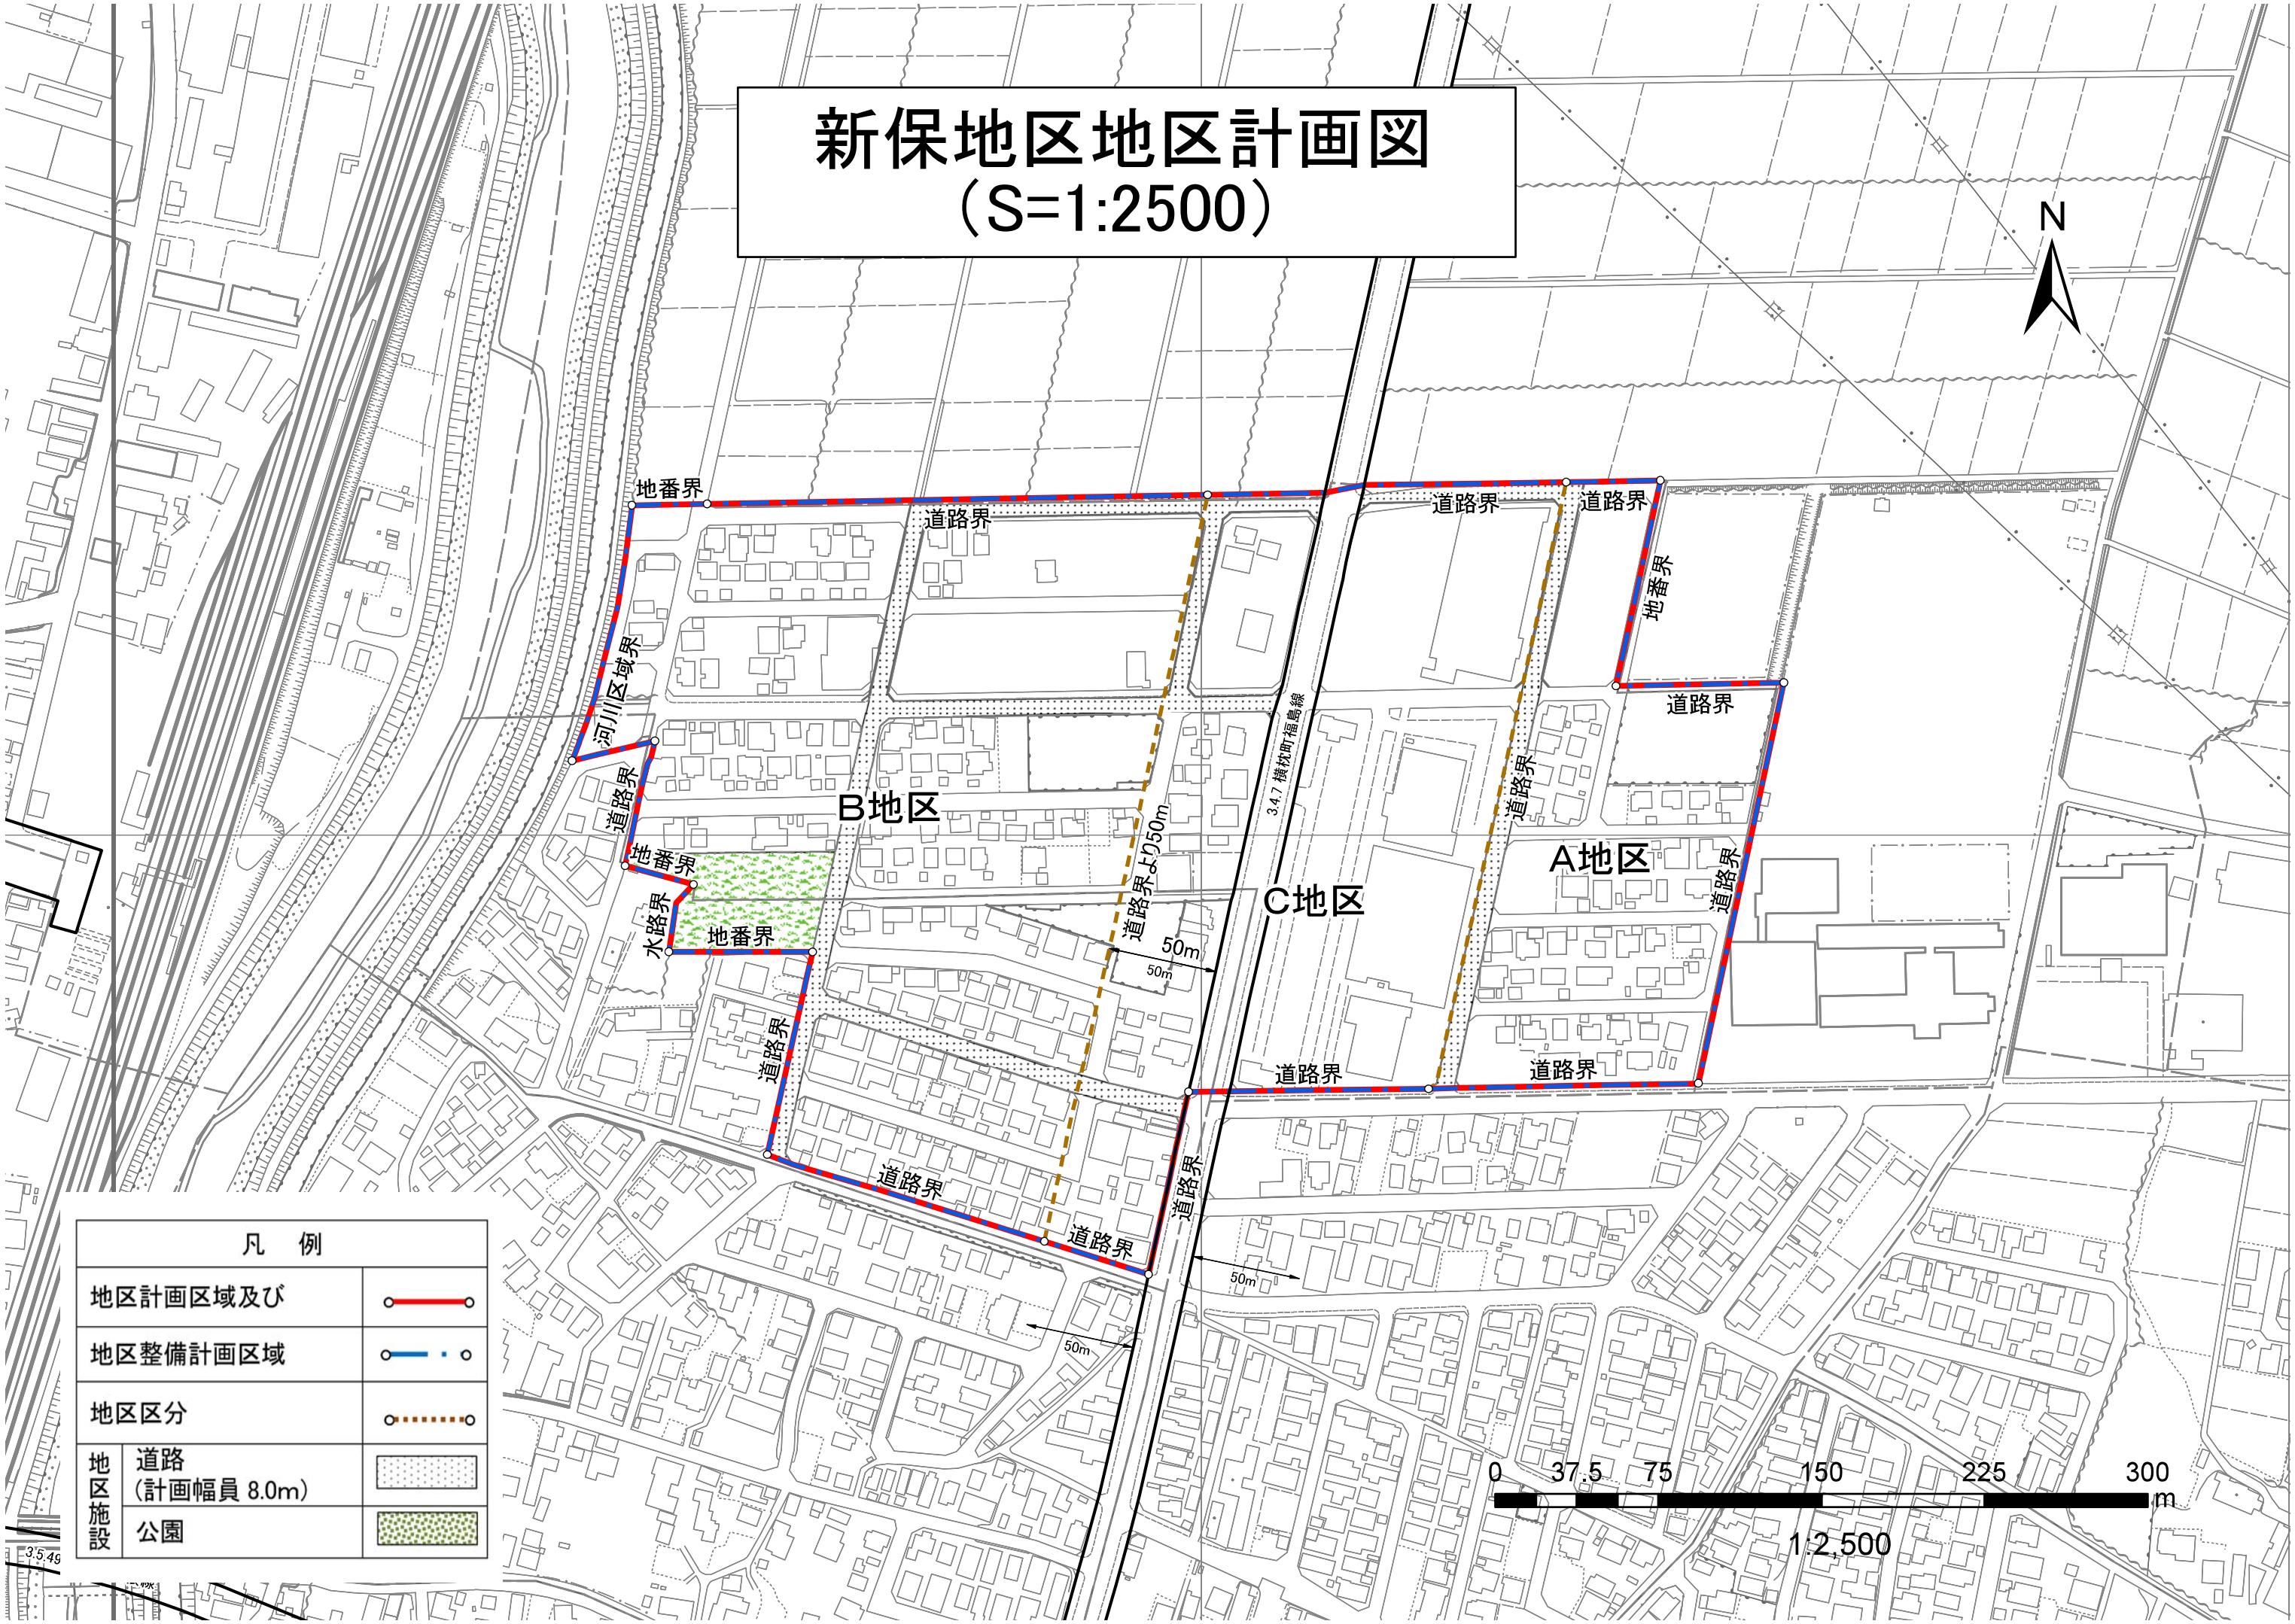 新保地区地区計画図
（S=1:2500）
N
地番界
道路界
道路界
道路界
地番界
河川区域界
道路界
3.4.7 横枕町福島線
道路界
道路界
B地区
道路界より50m
地番界
A地区
道路界
C地区
水路界
地番界
50m
50m
道路界
道路界
道路界
道路界
道路界
道路界
50m
50m
凡 例
地区計画区域及び
地区整備計画区域
地区区分
地区施設
道路
(計画幅員 8.0m)
公園
0 37.5 75 150 225 300
m
1:2,500
3.5.49